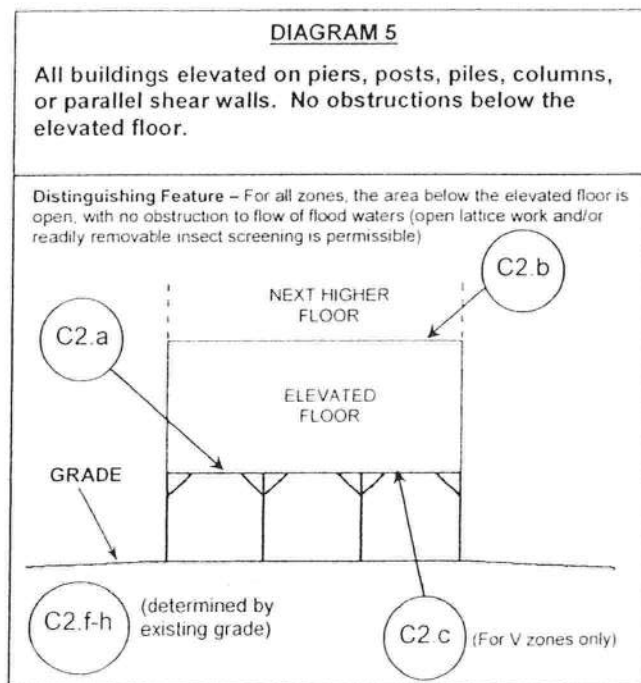 DIAGRAM 5
All buildings elevated on piers, posts, piles, columns,
or parallel shear walls. No obstructions below the
elevated floor.
Distinguishing Feature – For all zones, the area below the elevated floor is
open, with no obstruction to flow of flood waters (open lattice work and/or
readily removable insect screening is permissible)
C2.b
NEXT HIGHER
FLOOR
C2.a
ELEVATED
FLOOR
GRADE
C2.f-h
(determined by
existing grade)
C2.c
(For V zones only)